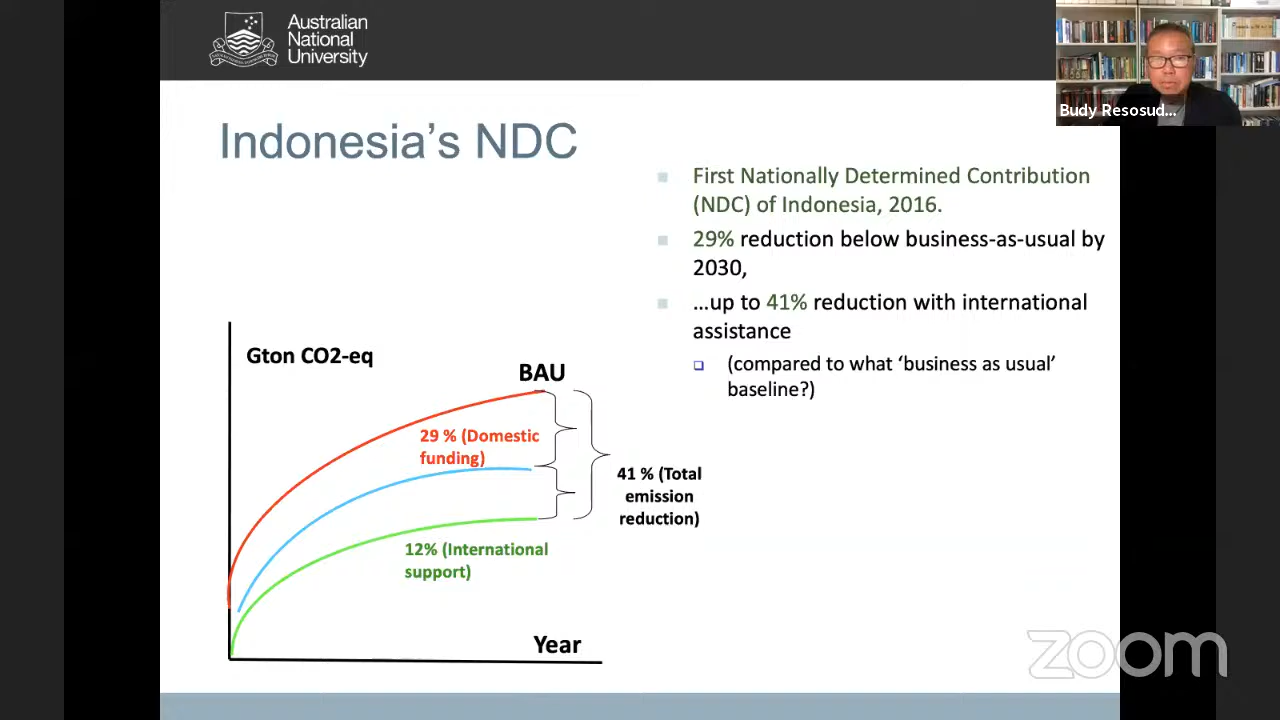 Australian
National
University
Budy Resosud...
Indonesia's NDC
First Nationally Determined Contribution
(NDC) of Indonesia, 2016.
29% reduction below business-as-usual by
2030,
...up to 41% reduction with international
assistance
(compared to what 'business as usual'
baseline?)
Gton CO2-eq
BAU
29 % (Domestic
funding)
41 % (Total
emission
reduction)
12% (International
support)
Year
zoom